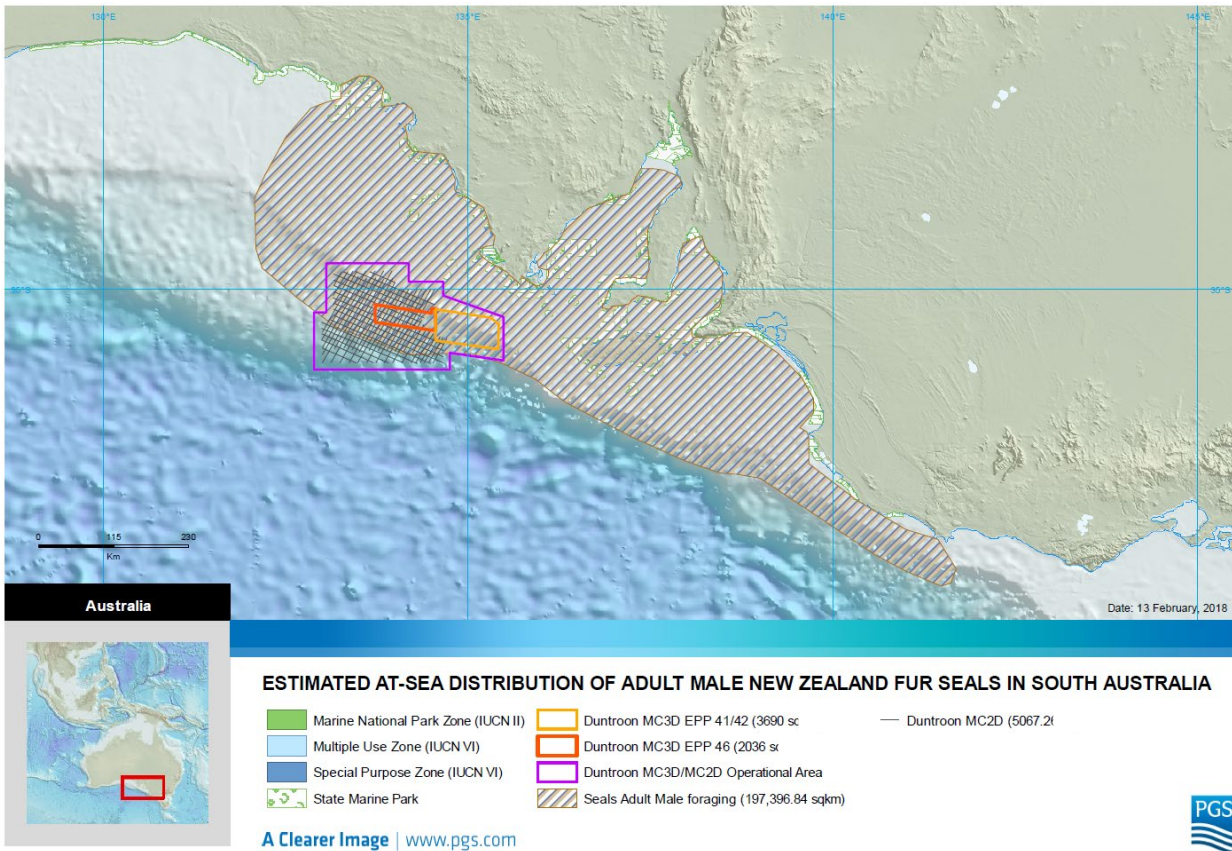 130°E 135°E 140°E 145°E
35°S 35°S
0 115 230
Km
Date: 13 February, 2018
Australia
ESTIMATED AT-SEA DISTRIBUTION OF ADULT MALE NEW ZEALAND FUR SEALS IN SOUTH AUSTRALIA
Marine National Park Zone (IUCN II)
Multiple Use Zone (IUCN VI)
Special Purpose Zone (IUCN VI)
State Marine Park
Duntroon MC3D EPP 41/42 (3690 sc
Duntroon MC3D EPP 46 (2036 sc
Duntroon MC3D/MC2D Operational Area
Seals Adult Male foraging (197,396.84 sqkm)
Duntroon MC2D (5067.26
A Clearer Image | www.pgs.com
PGS